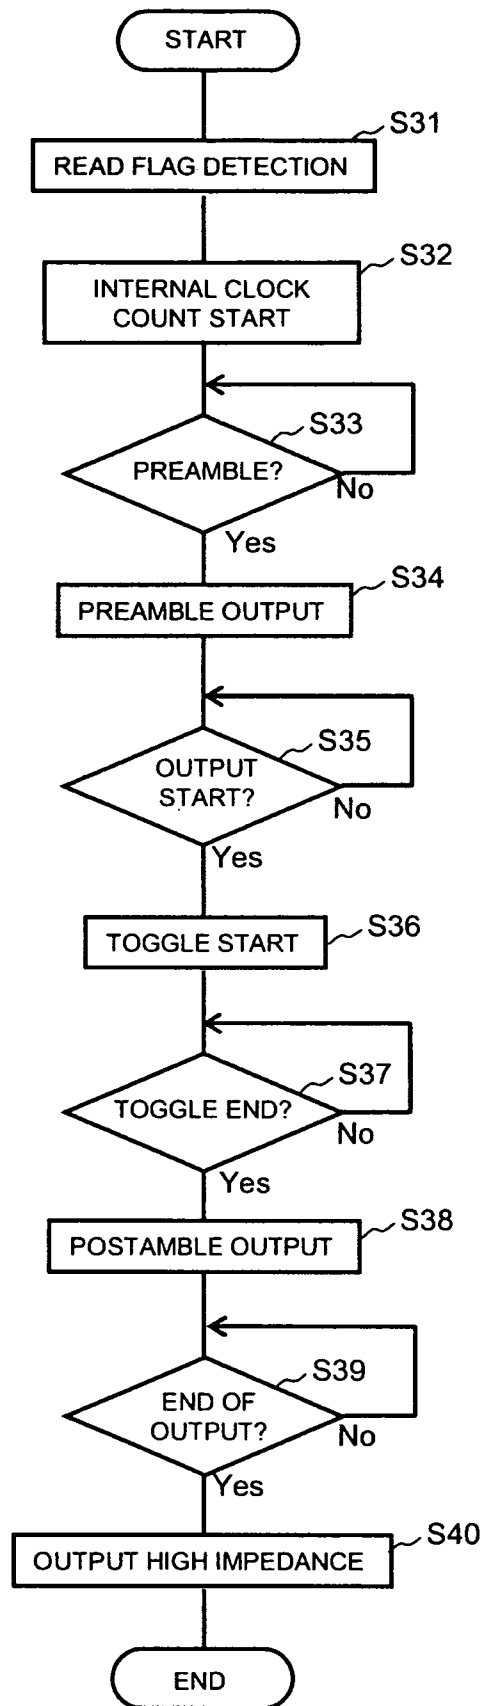 START
S31
READ FLAG DETECTION
S32
INTERNAL CLOCK
COUNT START
S33
PREAMBLE?
No
Yes
S34
PREAMBLE OUTPUT
S35
OUTPUT
START?
No
Yes
S36
TOGGLE START
S37
TOGGLE END?
No
Yes
S38
POSTAMBLE OUTPUT
S39
END OF
OUTPUT?
No
Yes
S40
OUTPUT HIGH IMPEDANCE
END